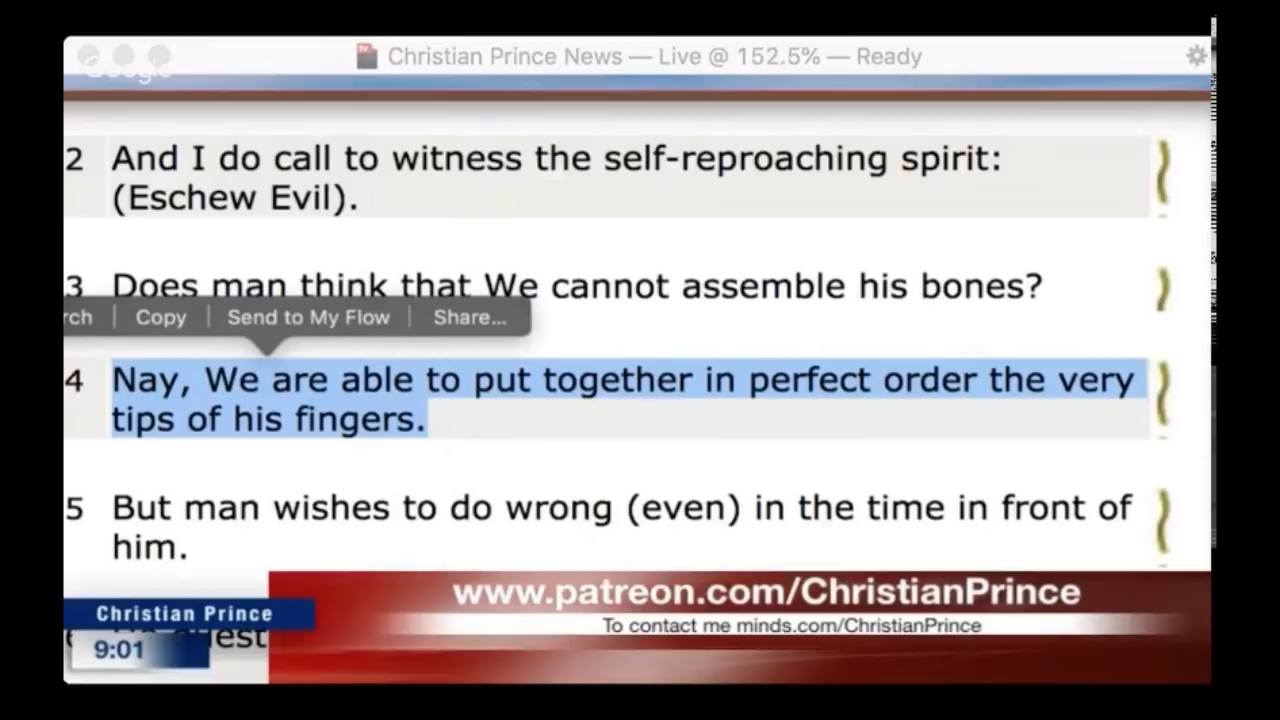 Christian Prince News — Live @ 152.5% — Ready
Google
2 And I do call to witness the self-reproaching spirit:
(Eschew Evil).
3 Does man think that We cannot assemble his bones?
rch Copy Send to My Flow Share...
4 Nay, We are able to put together in perfect order the very
tips of his fingers.
5 But man wishes to do wrong (even) in the time in front of
him.
www.patreon.com/ChristianPrince
Christian Prince
To contact me minds.com/ChristianPrince
9:01